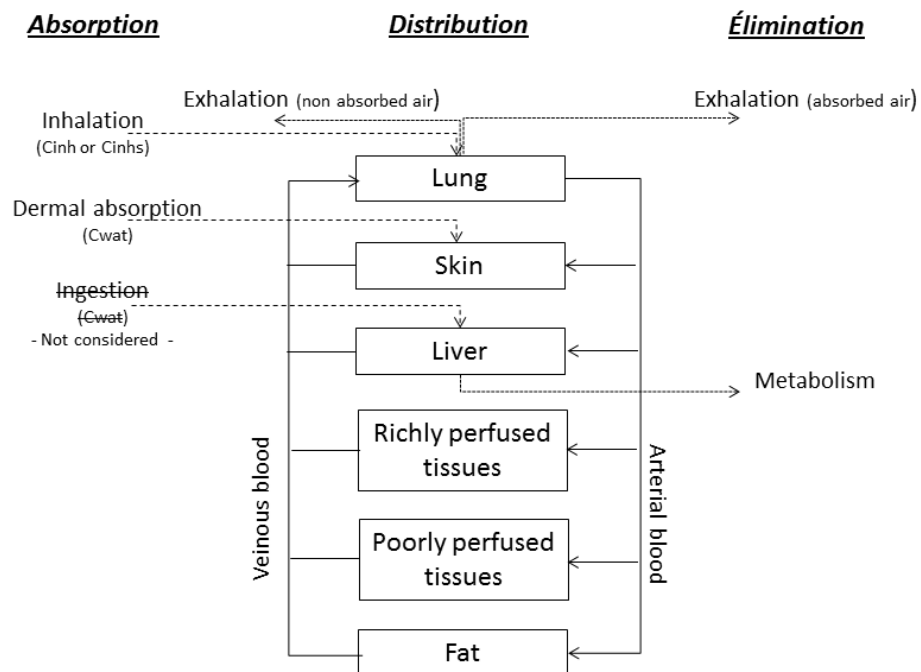 Absorption
Distribution
Élimination
Exhalation (non absorbed air)
Exhalation (absorbed air)
Inhalation
(Cinh or Cinhs)
Lung
Dermal absorption
(Cwat)
Skin
Ingestion
(Cwat)
- Not considered -
Liver
Metabolism
Richly perfused
tissues
Veinous blood
Arterial blood
Poorly perfused
tissues
Fat